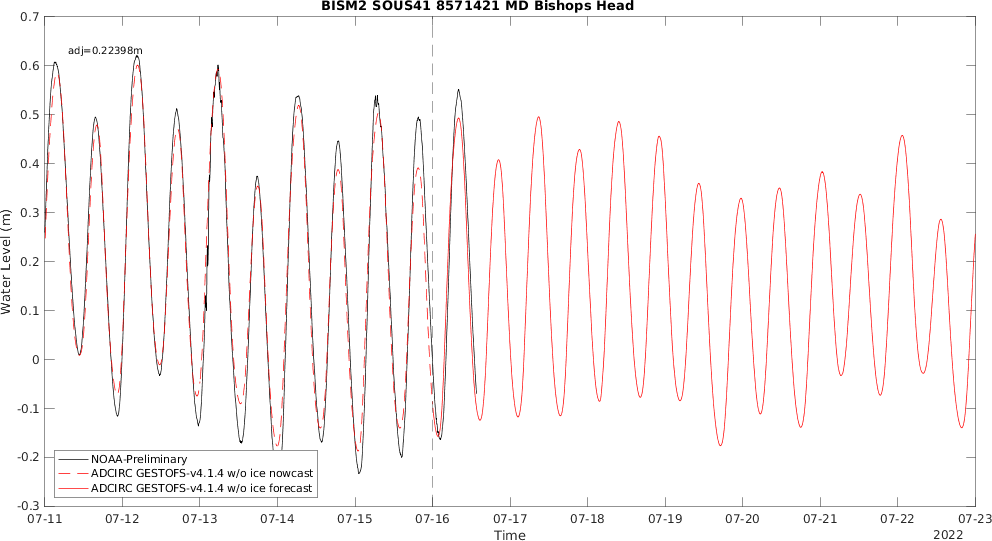 BISM2 SOUS41 8571421 MD Bishops Head
adj=0.22398m
0.7
0.6
0.5
0.4
0.3
0.2
0.1
0
-0.1
-0.2
-0.3
Water Level (m)
NOAA-Preliminary
ADCIRC GESTOFS-v4.1.4 w/o ice nowcast
ADCIRC GESTOFS-v4.1.4 w/o ice forecast
07-11 07-12 07-13 07-14 07-15 07-16 07-17 07-18 07-19 07-20 07-21 07-22 07-23
Time
2022